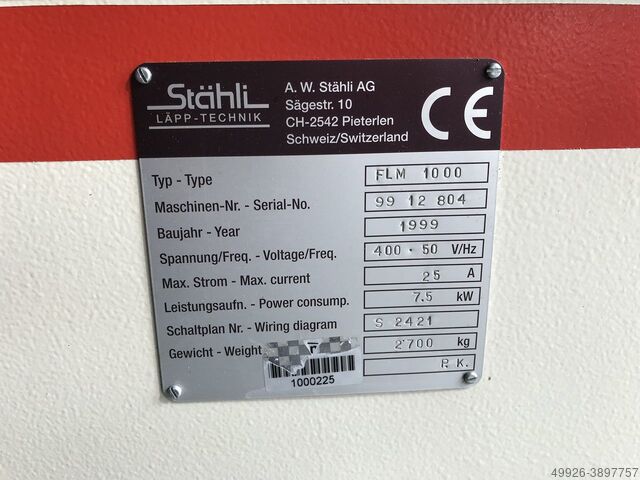 Stähli
LÄPP-TECHNIK
A. W. Stähli AG
Sägestr. 10
CH-2542 Pieterlen
Schweiz/Switzerland
CE
Typ - Type FLM 1000
Maschinen-Nr. - Serial-No. 99 12 804
Baujahr - Year 1999
Spannung/Freq. - Voltage/Freq. 400 · 50 V/Hz
Max. Strom - Max. current 25 A
Leistungsaufn. - Power consump. 7.5 kW
Schaltplan Nr. - Wiring diagram S 2421
Gewicht - Weight 2700 kg
R.K.
1000225
49926-3897757